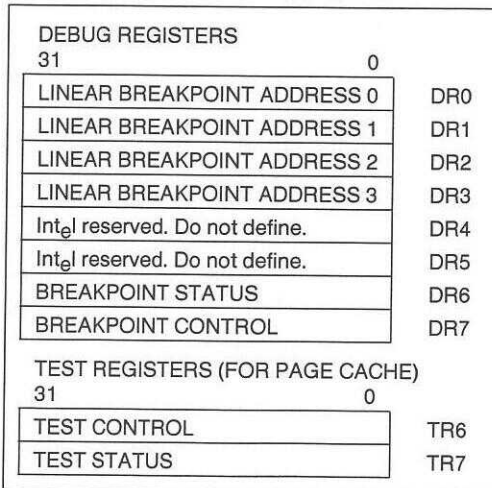 DEBUG REGISTERS
31 0
LINEAR BREAKPOINT ADDRESS 0 DR0
LINEAR BREAKPOINT ADDRESS 1 DR1
LINEAR BREAKPOINT ADDRESS 2 DR2
LINEAR BREAKPOINT ADDRESS 3 DR3
Intel reserved. Do not define. DR4
Intel reserved. Do not define. DR5
BREAKPOINT STATUS DR6
BREAKPOINT CONTROL DR7
TEST REGISTERS (FOR PAGE CACHE)
31 0
TEST CONTROL TR6
TEST STATUS TR7